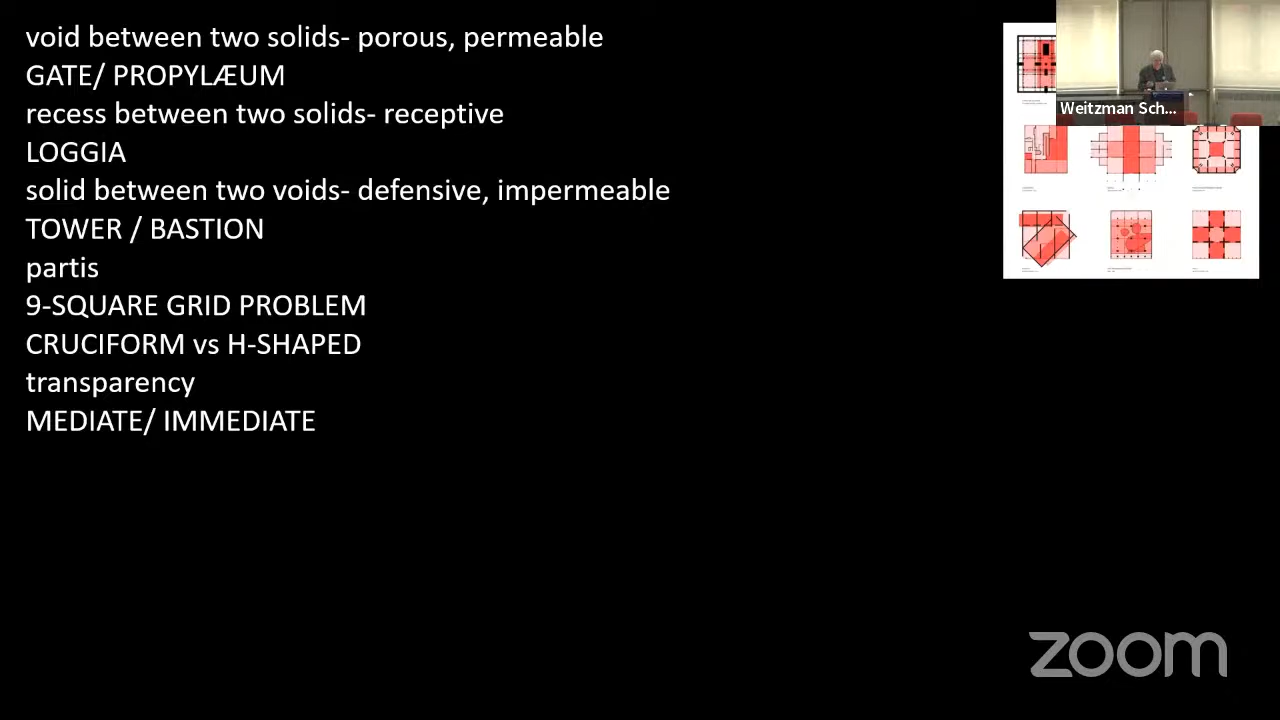 void between two solids- porous, permeable
GATE/ PROPYLÆUM
recess between two solids- receptive
LOGGIA
solid between two voids- defensive, impermeable
TOWER / BASTION
partis
9-SQUARE GRID PROBLEM
CRUCIFORM vs H-SHAPED
transparency
MEDIATE/ IMMEDIATE
Weitzman Sch...
zoom